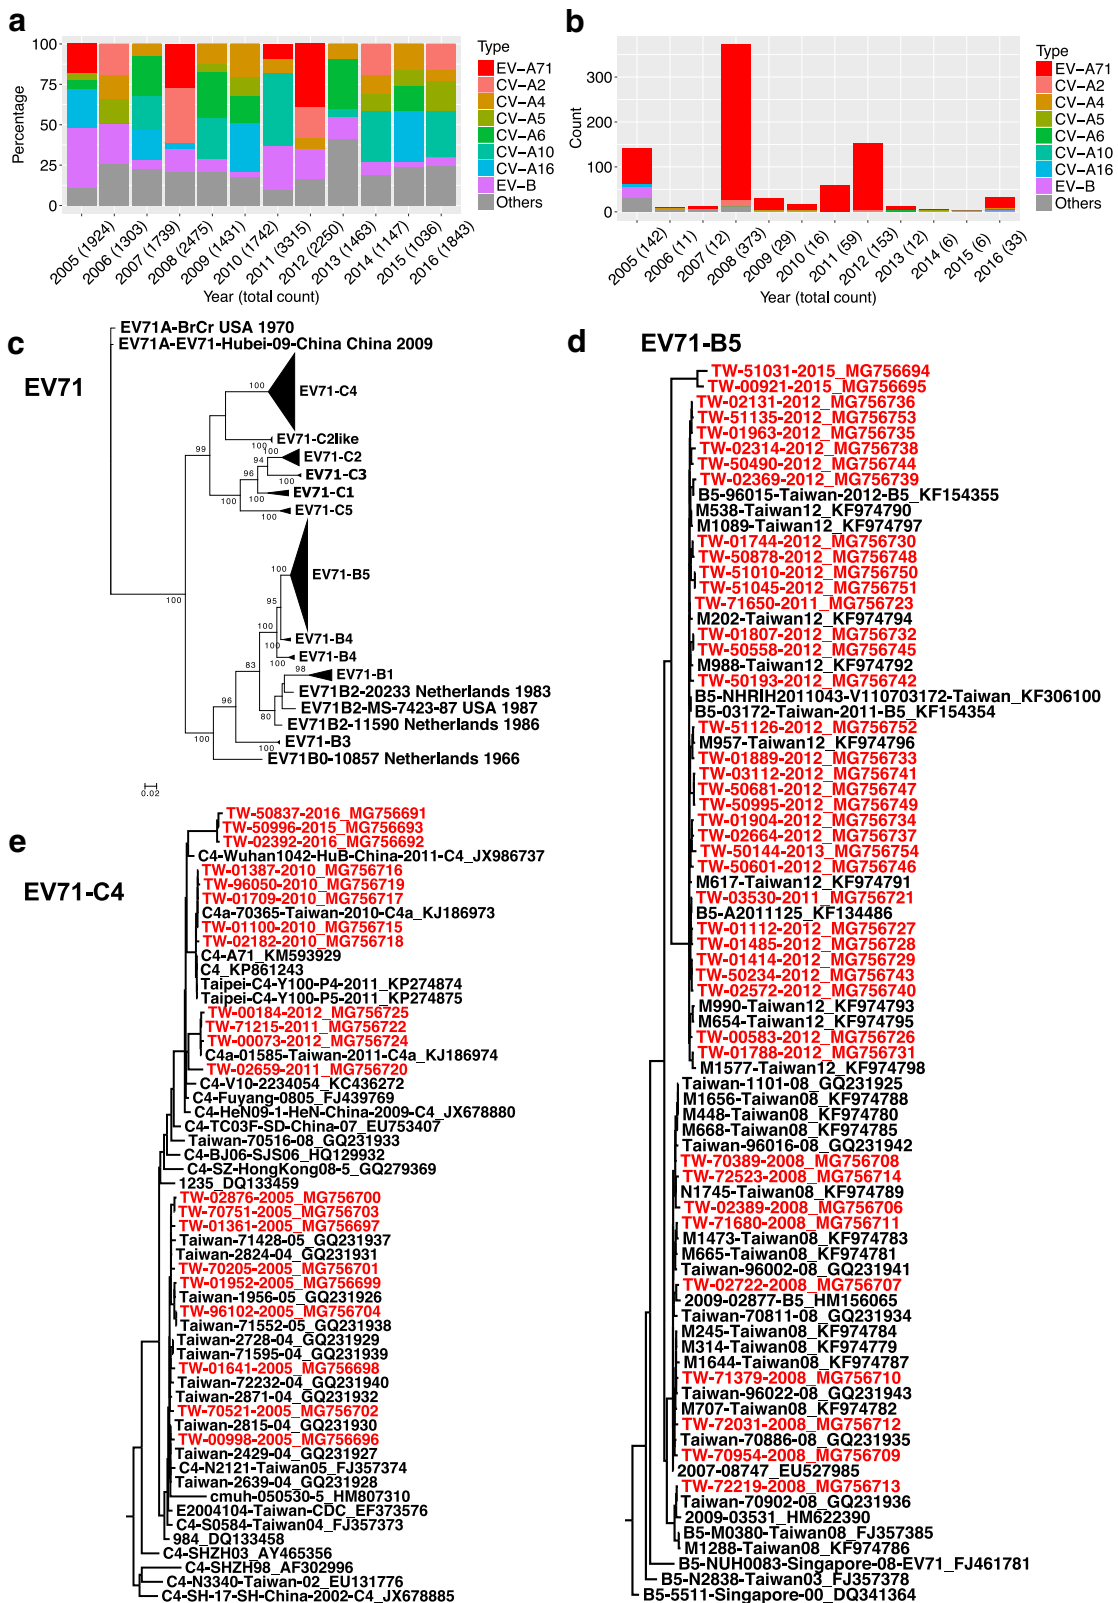 a
100
75
50
25
0
Percentage
2005 (1924)
2006 (1303)
2007 (1739)
2008 (2475)
2009 (1431)
2010 (1742)
2011 (3315)
2012 (2250)
2013 (1463)
2014 (1147)
2015 (1036)
2016 (1843)
Year (total count)
Type
EV−A71
CV−A2
CV−A4
CV−A5
CV−A6
CV−A10
CV−A16
EV−B
Others
b
300
200
100
0
Count
2005 (142)
2006 (11)
2007 (12)
2008 (373)
2009 (29)
2010 (16)
2011 (59)
2012 (153)
2013 (12)
2014 (6)
2015 (6)
2016 (33)
Year (total count)
Type
EV−A71
CV−A2
CV−A4
CV−A5
CV−A6
CV−A10
CV−A16
EV−B
Others
c
EV71
EV71A-BrCr USA 1970
EV71A-EV71-Hubei-09-China China 2009
100
EV71-C4
EV71-C2like
100
99
100
94
EV71-C2
96
EV71-C3
100
EV71-C1
100
100
EV71-C5
100
100
EV71-B5
95
100
EV71-B4
100
EV71-B4
100
83
98
EV71-B1
EV71B2-20233 Netherlands 1983
EV71B2-MS-7423-87 USA 1987
80
EV71B2-11590 Netherlands 1986
96
EV71-B3
100
100
EV71B0-10857 Netherlands 1966
100
0.02
d
EV71-B5
TW-51031-2015_MG756694
TW-00921-2015_MG756695
TW-02131-2012_MG756736
TW-51135-2012_MG756753
TW-01963-2012_MG756735
TW-02314-2012_MG756738
TW-50490-2012_MG756744
TW-02369-2012_MG756739
B5-96015-Taiwan-2012-B5_KF154355
M538-Taiwan12_KF974790
M1089-Taiwan12_KF974797
TW-01744-2012_MG756730
TW-50878-2012_MG756748
TW-51010-2012_MG756750
TW-51045-2012_MG756751
TW-71650-2011_MG756723
M202-Taiwan12_KF974794
TW-01807-2012_MG756732
TW-50558-2012_MG756745
M988-Taiwan12_KF974792
TW-50193-2012_MG756742
B5-NHRIH2011043-V110703172-Taiwan_KF306100
B5-03172-Taiwan-2011-B5_KF154354
TW-51126-2012_MG756752
M957-Taiwan12_KF974796
TW-01889-2012_MG756733
TW-03112-2012_MG756741
TW-50681-2012_MG756747
TW-50995-2012_MG756749
TW-01904-2012_MG756734
TW-02664-2012_MG756737
TW-50144-2013_MG756754
TW-50601-2012_MG756746
M617-Taiwan12_KF974791
TW-03530-2011_MG756721
B5-A2011125_KF134486
TW-01112-2012_MG756727
TW-01485-2012_MG756728
TW-01414-2012_MG756729
TW-50234-2012_MG756743
TW-02572-2012_MG756740
M990-Taiwan12_KF974793
M654-Taiwan12_KF974795
TW-00583-2012_MG756726
TW-01788-2012_MG756731
M1577-Taiwan12_KF974798
Taiwan-1101-08_GQ231925
M1656-Taiwan08_KF974788
M448-Taiwan08_KF974780
M668-Taiwan08_KF974785
Taiwan-96016-08_GQ231942
TW-70389-2008_MG756708
TW-72523-2008_MG756714
N1745-Taiwan08_KF974789
TW-02389-2008_MG756706
TW-71680-2008_MG756711
M1473-Taiwan08_KF974783
M665-Taiwan08_KF974781
Taiwan-96002-08_GQ231941
TW-02722-2008_MG756707
2009-02877-B5_HM156065
Taiwan-70811-08_GQ231934
M245-Taiwan08_KF974784
M314-Taiwan08_KF974779
M1644-Taiwan08_KF974787
TW-71379-2008_MG756710
Taiwan-96022-08_GQ231943
M707-Taiwan08_KF974782
TW-72031-2008_MG756712
Taiwan-70886-08_GQ231935
TW-70954-2008_MG756709
2007-08747_EU527985
TW-72219-2008_MG756713
Taiwan-70902-08_GQ231936
2009-03531_HM622390
B5-M0380-Taiwan08_FJ357385
M1288-Taiwan08_KF974786
B5-NUH0083-Singapore-08-EV71_FJ461781
B5-N2838-Taiwan03_FJ357378
B5-5511-Singapore-00_DQ341364
e
EV71-C4
TW-50837-2016_MG756691
TW-50996-2015_MG756693
TW-02392-2016_MG756692
C4-Wuhan1042-HuB-China-2011-C4_JX986737
TW-01387-2010_MG756716
TW-96050-2010_MG756719
TW-01709-2010_MG756717
C4a-70365-Taiwan-2010-C4a_KJ186973
TW-01100-2010_MG756715
TW-02182-2010_MG756718
C4-A71_KM593929
C4_KP861243
Taipei-C4-Y100-P4-2011_KP274874
Taipei-C4-Y100-P5-2011_KP274875
TW-00184-2012_MG756725
TW-71215-2011_MG756722
TW-00073-2012_MG756724
C4a-01585-Taiwan-2011-C4a_KJ186974
TW-02659-2011_MG756720
C4-V10-2234054_KC436272
C4-Fuyang-0805_FJ439769
C4-HeN09-1-HeN-China-2009-C4_JX678880
C4-TC03F-SD-China-07_EU753407
Taiwan-70516-08_GQ231933
C4-BJ06-SJS06_HQ129932
C4-SZ-HongKong08-5_GQ279369
1235_DQ133459
TW-02876-2005_MG756700
TW-70751-2005_MG756703
TW-01361-2005_MG756697
Taiwan-71428-05_GQ231937
Taiwan-2824-04_GQ231931
TW-70205-2005_MG756701
TW-01952-2005_MG756699
Taiwan-1956-05_GQ231926
TW-96102-2005_MG756704
Taiwan-71552-05_GQ231938
Taiwan-2728-04_GQ231929
Taiwan-71595-04_GQ231939
TW-01641-2005_MG756698
Taiwan-72232-04_GQ231940
Taiwan-2871-04_GQ231932
TW-70521-2005_MG756702
Taiwan-2815-04_GQ231930
TW-00998-2005_MG756696
Taiwan-2429-04_GQ231927
C4-N2121-Taiwan05_FJ357374
Taiwan-2639-04_GQ231928
cmuh-050530-5_HM807310
E2004104-Taiwan-CDC_EF373576
C4-S0584-Taiwan04_FJ357373
984_DQ133458
C4-SHZH03_AY465356
C4-SHZH98_AF302996
C4-N3340-Taiwan-02_EU131776
C4-SH-17-SH-China-2002-C4_JX678885